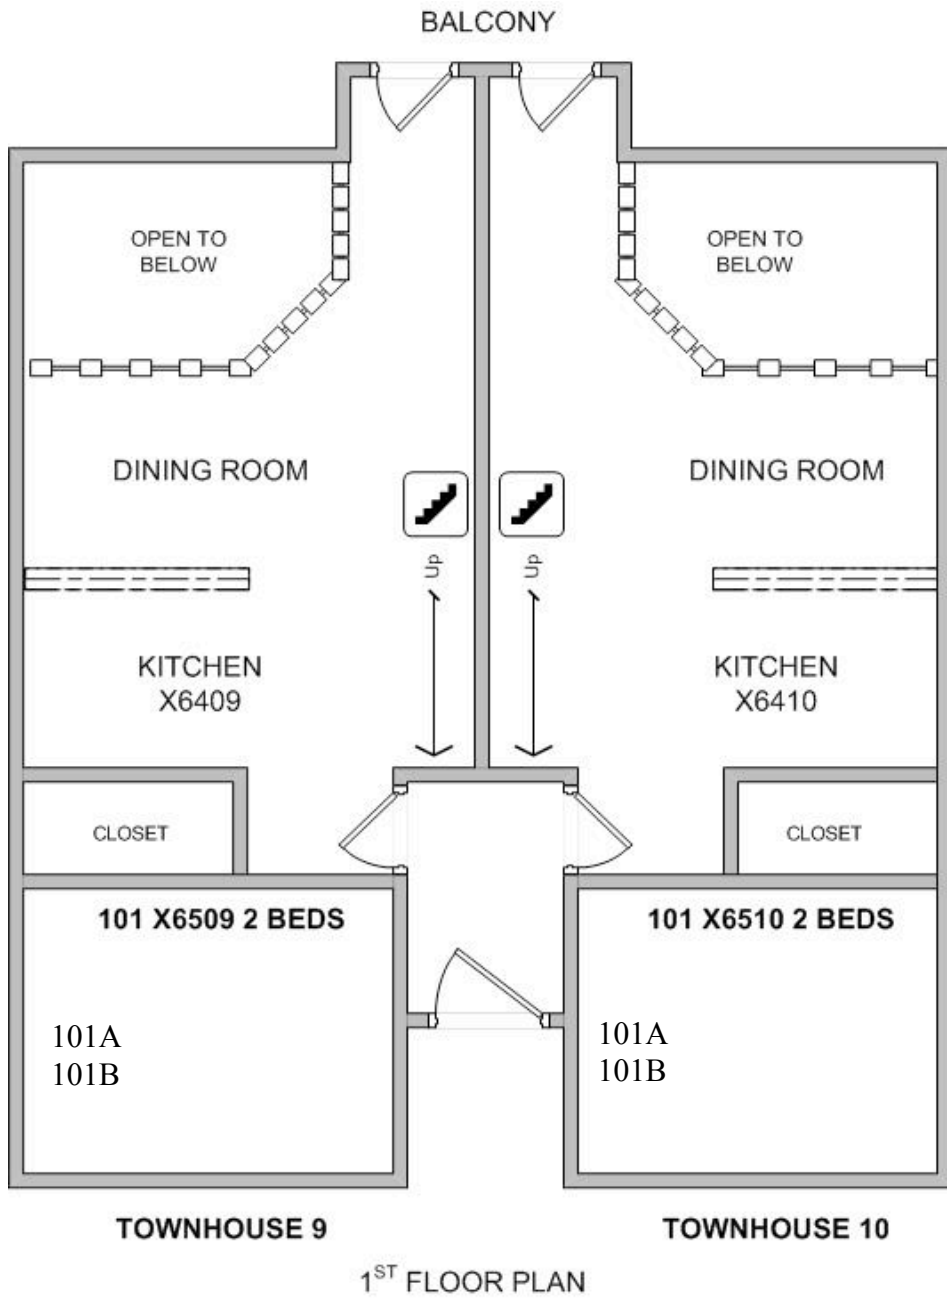 BALCONY
OPEN TO
BELOW
OPEN TO
BELOW
DINING ROOM
DINING ROOM
Up
Up
KITCHEN
X6409
KITCHEN
X6410
CLOSET
CLOSET
101 X6509 2 BEDS
101 X6510 2 BEDS
101A
101B
101A
101B
TOWNHOUSE 9
TOWNHOUSE 10
1ST FLOOR PLAN